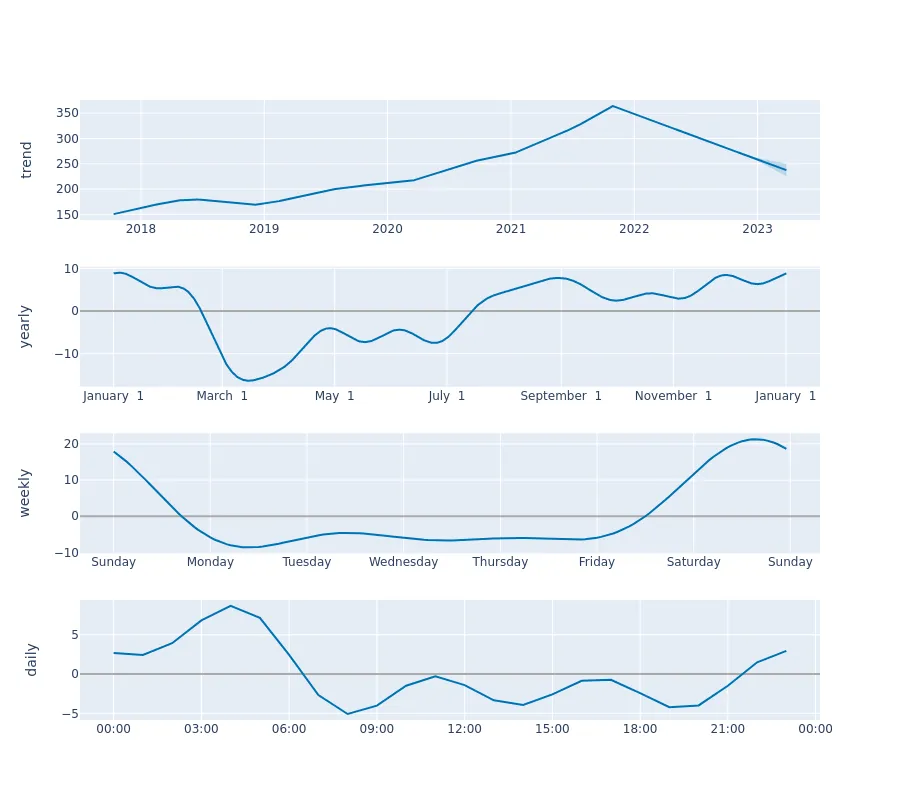 trend
350
300
250
200
150
2018 2019 2020 2021 2022 2023
yearly
10
0
−10
January 1 March 1 May 1 July 1 September 1 November 1 January 1
weekly
20
10
0
−10
Sunday Monday Tuesday Wednesday Thursday Friday Saturday Sunday
daily
5
0
−5
00:00 03:00 06:00 09:00 12:00 15:00 18:00 21:00 00:00